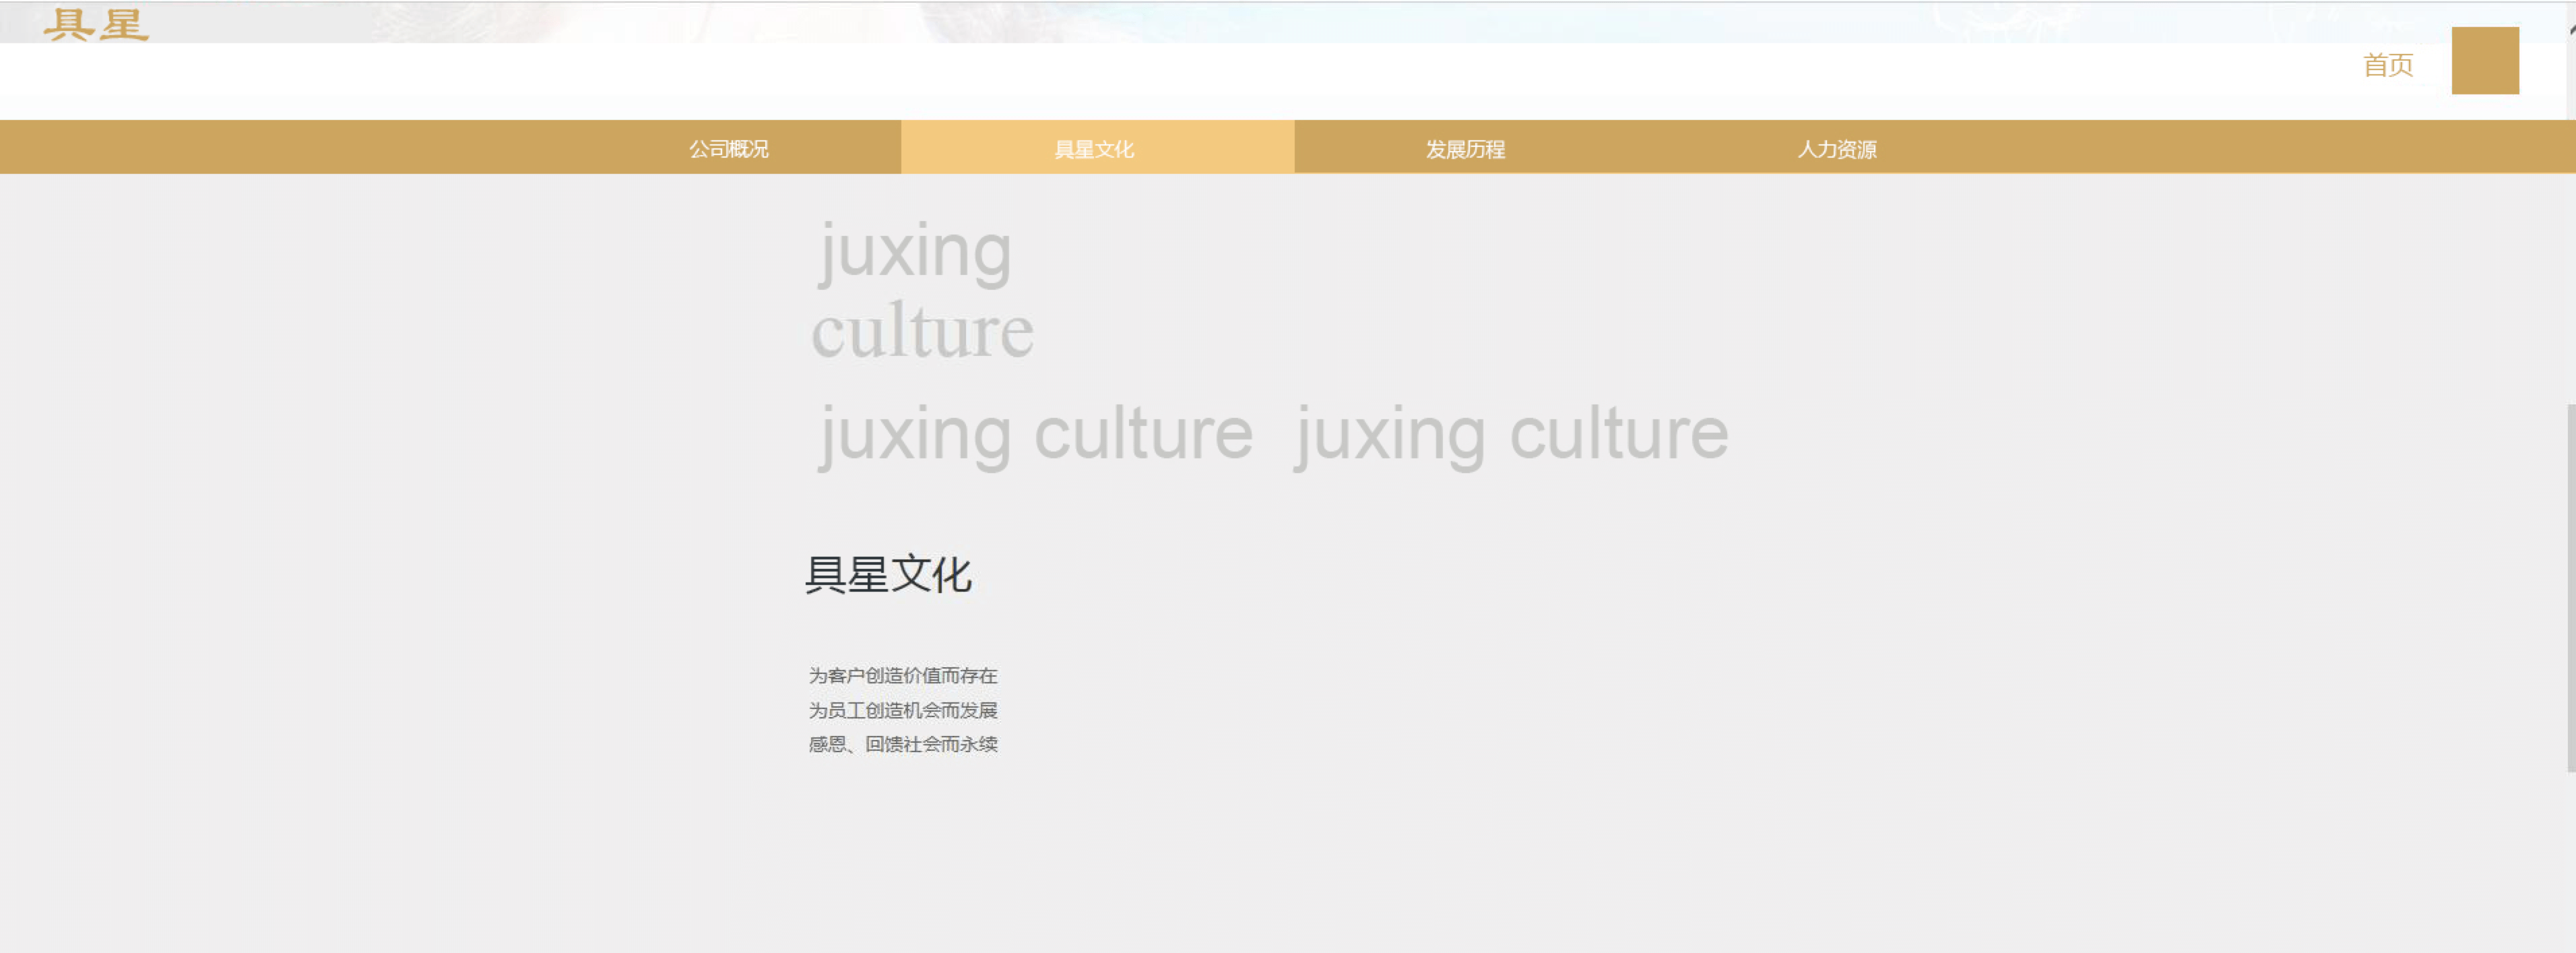 具星
首页
公司概况 具星文化 发展历程 人力资源
juxing
culture
juxing culture juxing culture
具星文化
为客户创造价值而存在
为员工创造机会而发展
感恩、回馈社会而永续